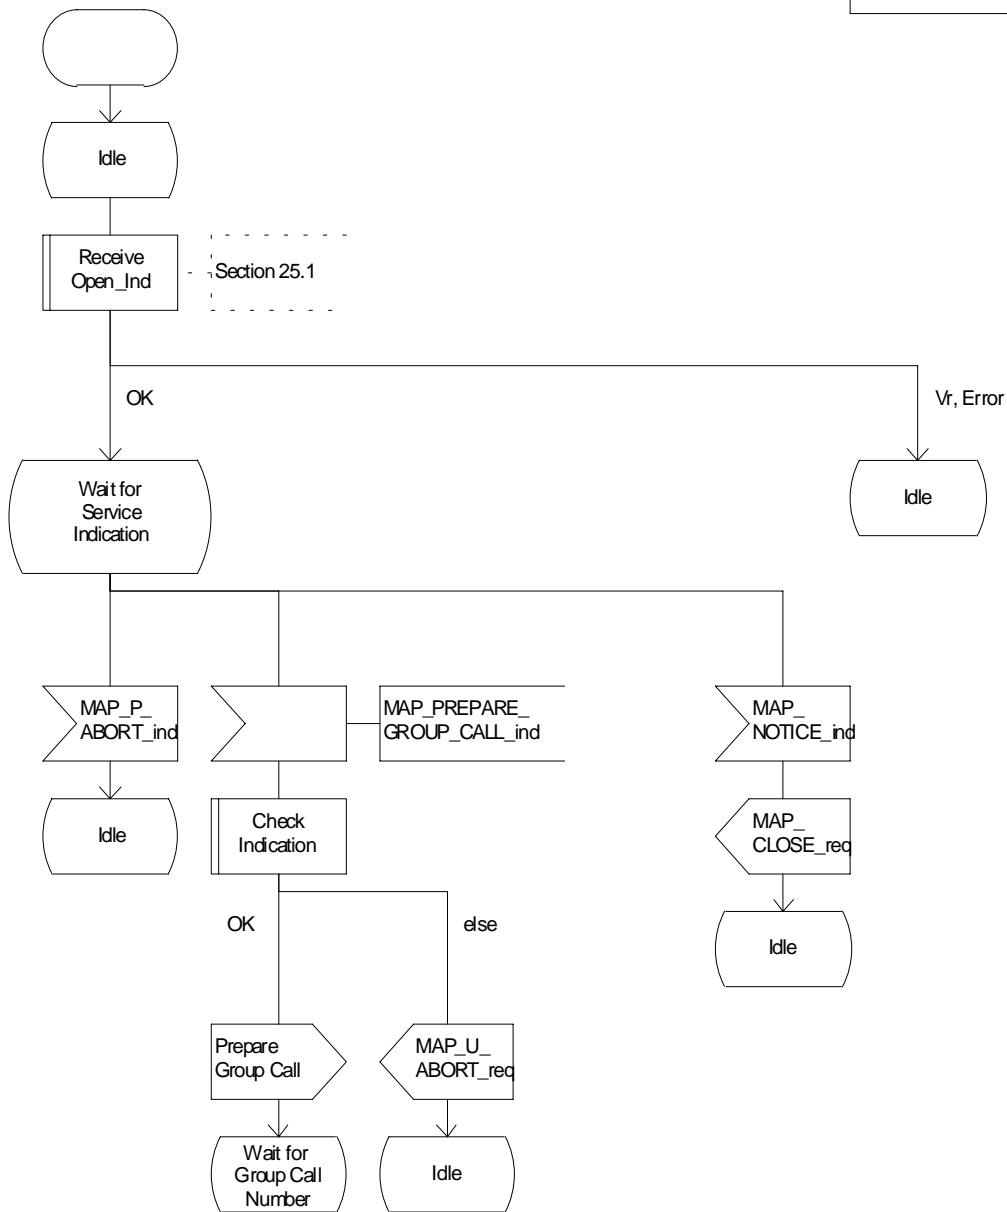 Idle
Receive
Open_Ind
Section 25.1
OK
Vr, Error
Wait for
Service
Indication
Idle
MAP_P_
ABORT_ind
MAP_PREPARE_
GROUP_CALL_ind
MAP_
NOTICE_ind
Idle
Check
Indication
MAP_
CLOSE_req
OK
else
Idle
Prepare
Group Call
MAP_U_
ABORT_req
Wait for
Group Call
Number
Idle